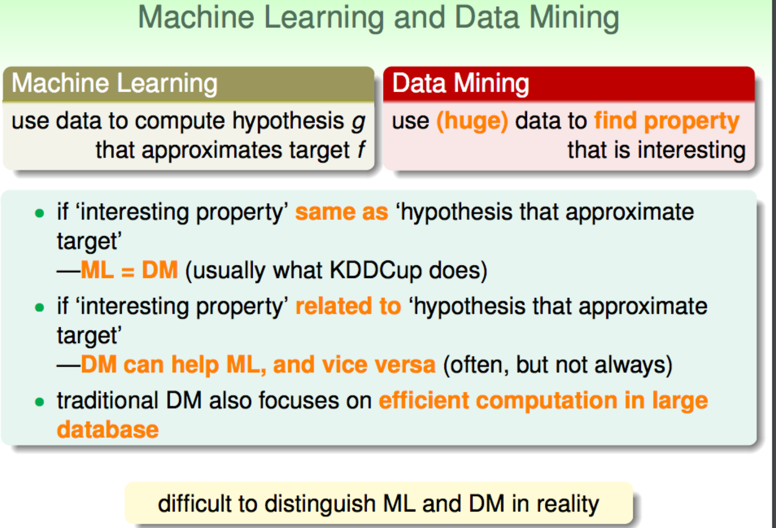 Machine Learning and Data Mining
Machine Learning
use data to compute hypothesis g
that approximates target f
Data Mining
use (huge) data to find property
that is interesting
• if ‘interesting property’ same as ‘hypothesis that approximate
target’
—ML = DM (usually what KDDCup does)
• if ‘interesting property’ related to ‘hypothesis that approximate
target’
—DM can help ML, and vice versa (often, but not always)
• traditional DM also focuses on efficient computation in large
database
difficult to distinguish ML and DM in reality